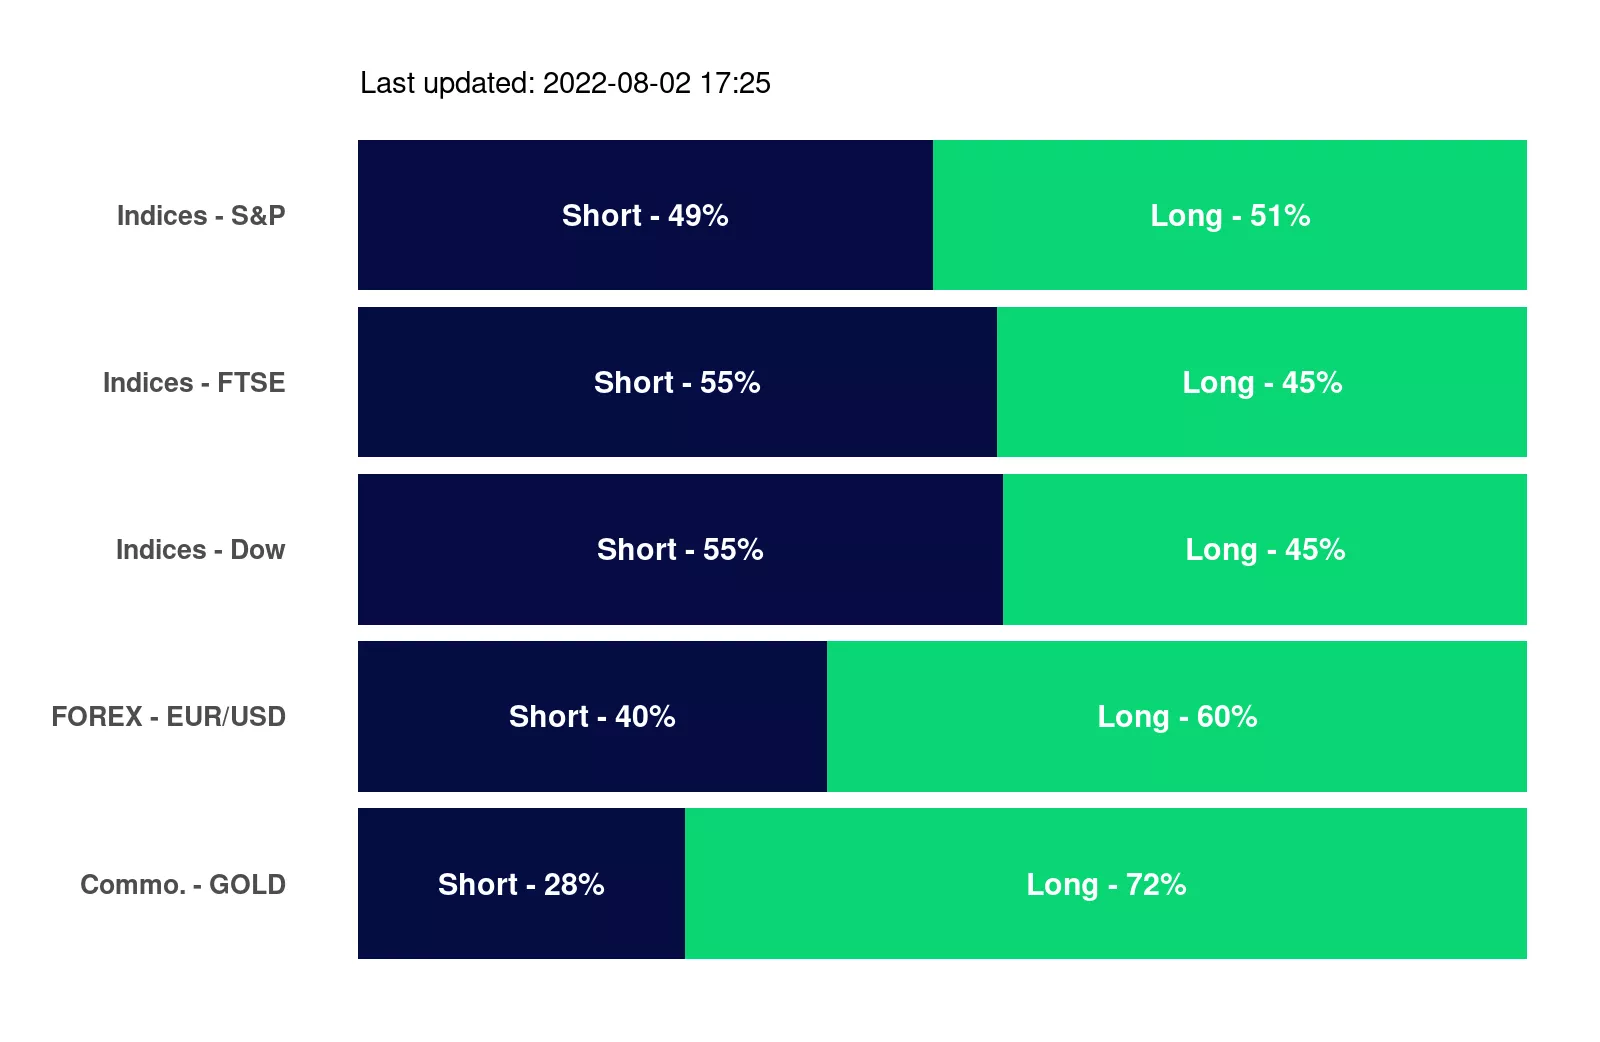 Last updated: 2022-08-02 17:25
Indices - S&P Short - 49% Long - 51%
Indices - FTSE Short - 55% Long - 45%
Indices - Dow Short - 55% Long - 45%
FOREX - EUR/USD Short - 40% Long - 60%
Commo. - GOLD Short - 28% Long - 72%